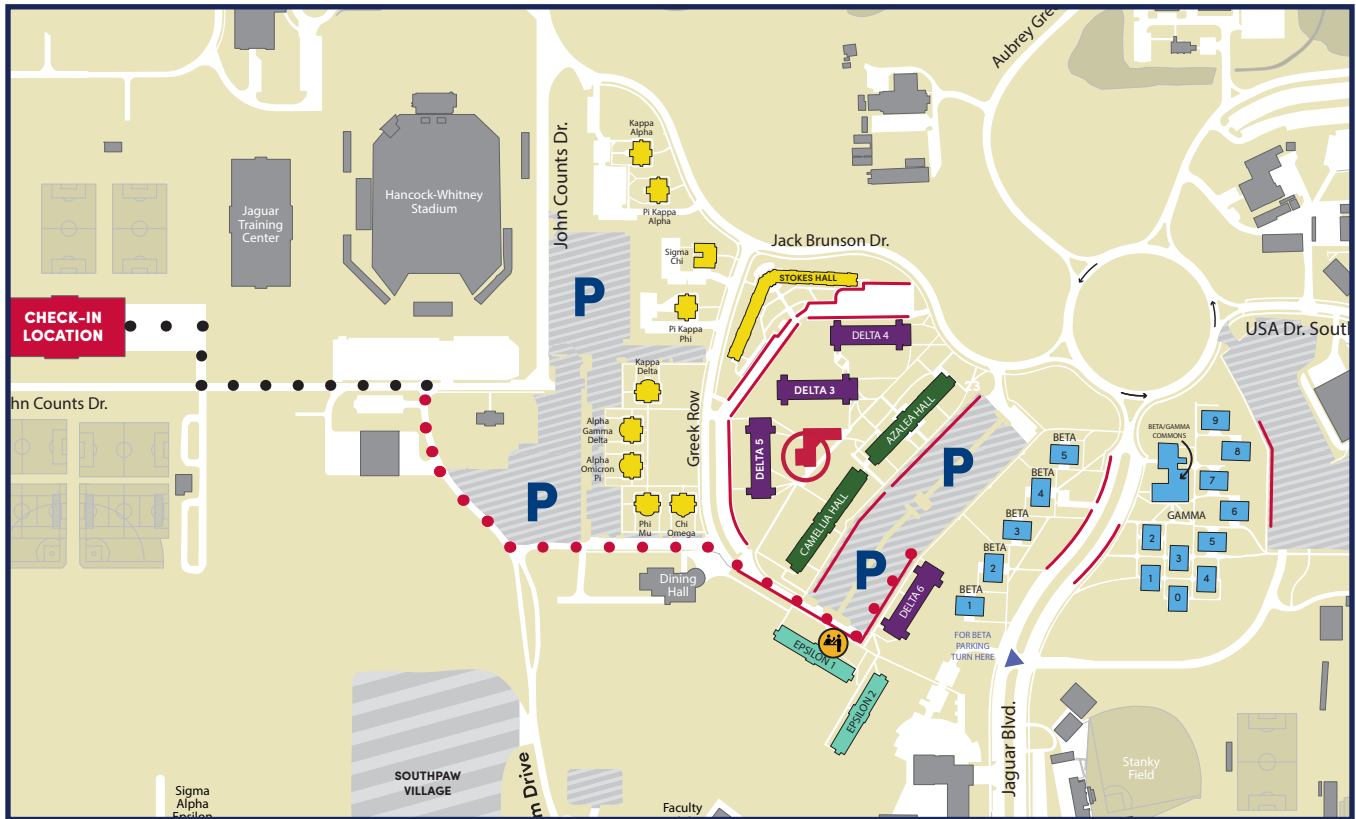 Aubrey Gre
John Counts Dr.
Kappa
Alpha
Pi Kappa
Alpha
Hancock-Whitney
Stadium
Jaguar
Training
Center
Jack Brunson Dr.
Sigma
Chi
STOKES HALL
P
CHECK-IN
LOCATION
Pi Kappa
Phi
DELTA 4
USA Dr. South
Kappa
Delta
DELTA 3
23
hn Counts Dr.
Greek Row
AZALEA HALL
Alpha
Gamma
Delta
Alpha
Omicron
Pi
DELTA 5
P
BETA
5
BETA
4
BETA
3
BETA
2
BETA
1
BETA/GAMMA
COMMONS
9
8
7
6
GAMMA
2
5
3
1
4
0
P
Phi
Mu
Chi
Omega
CAMELLIA HALL
P
Dining
Hall
DELTA 6
FOR BETA
PARKING
TURN HERE
EPSILON 1
EPSILON 2
Jaguar Blvd.
Stanky
Field
SOUTHPAW
VILLAGE
m Drive
Sigma
Alpha
Epsilon
Faculty